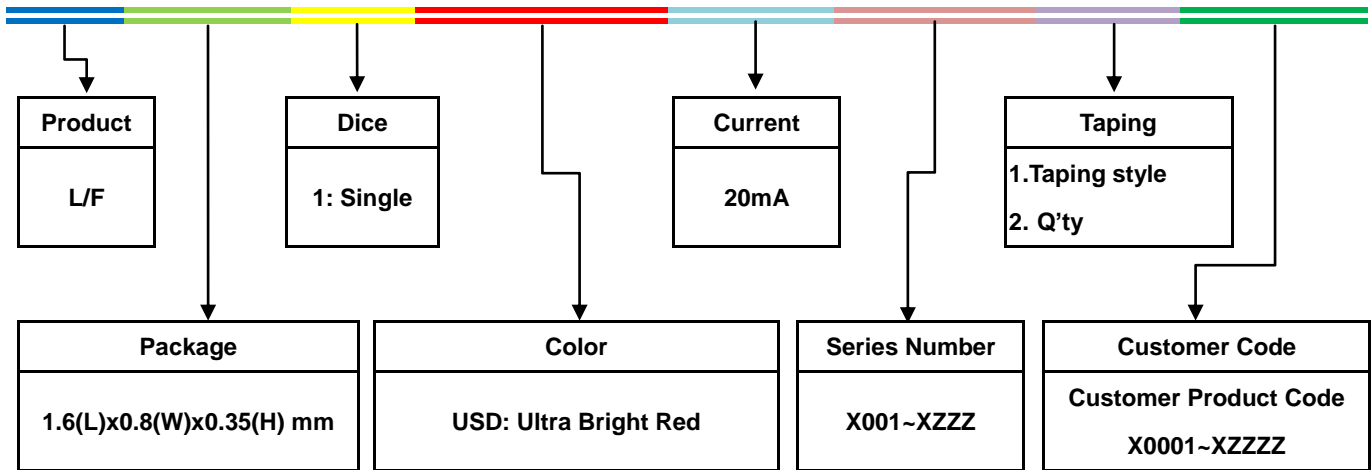 Product
L/F
Dice
1: Single
Current
20mA
Taping
1.Taping style
2. Q’ty
Package
1.6(L)x0.8(W)x0.35(H) mm
Color
USD: Ultra Bright Red
Series Number
X001~XZZZ
Customer Code
Customer Product Code
X0001~XZZZZ